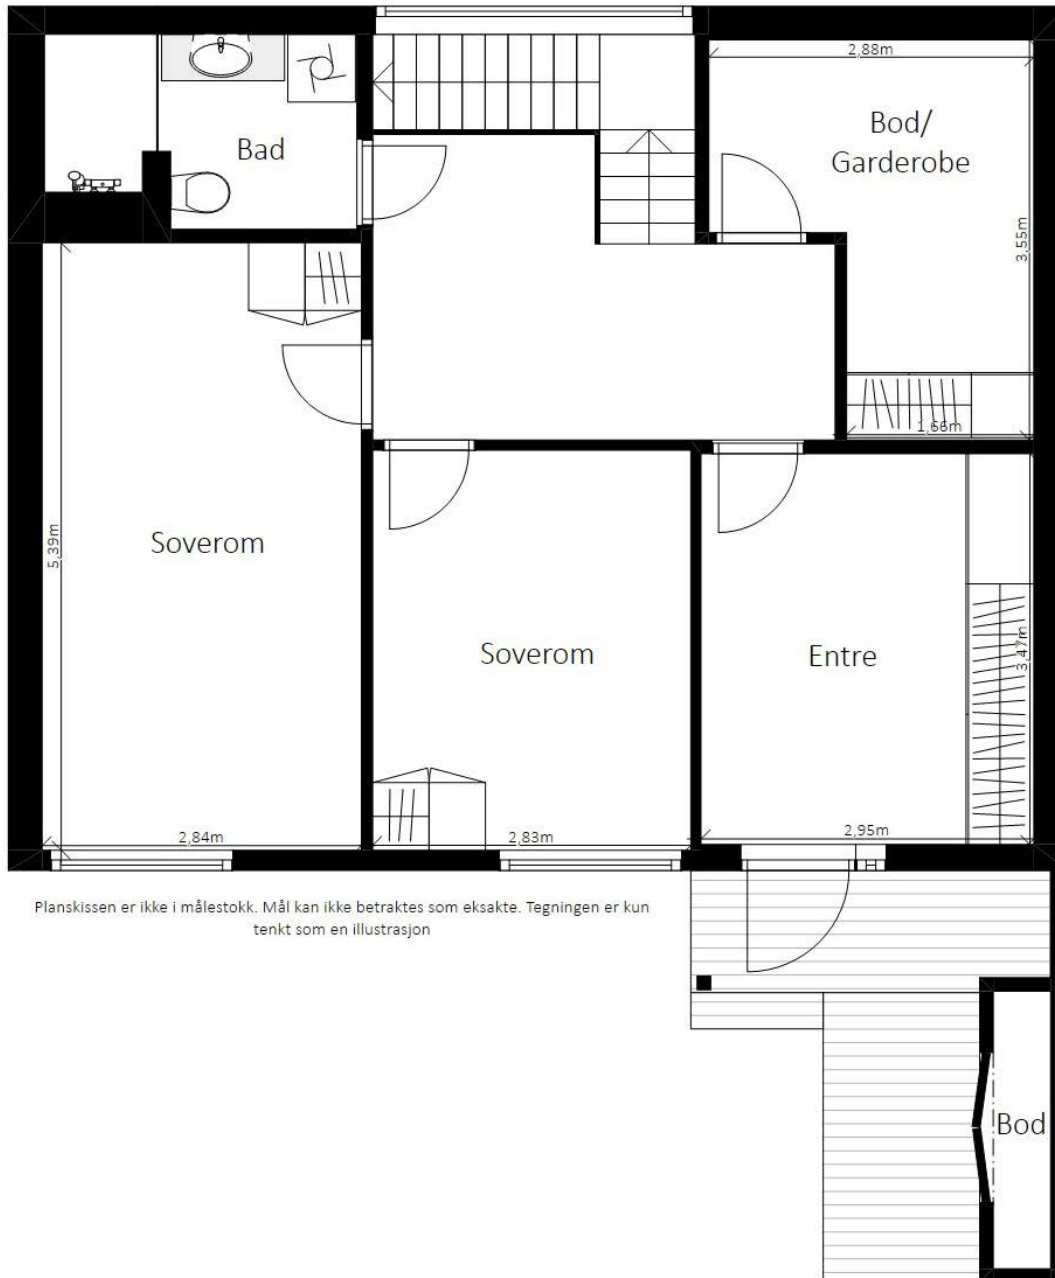 2,88m
Bod/
Garderobe
Bad
3,55m
1,66m
5,39m
Soverom
Soverom
Entre
3,47m
2,84m
2,83m
2,95m
Planskissen er ikke i målestokk. Mål kan ikke betraktes som eksakte. Tegningen er kun
tenkt som en illustrasjon
Bod